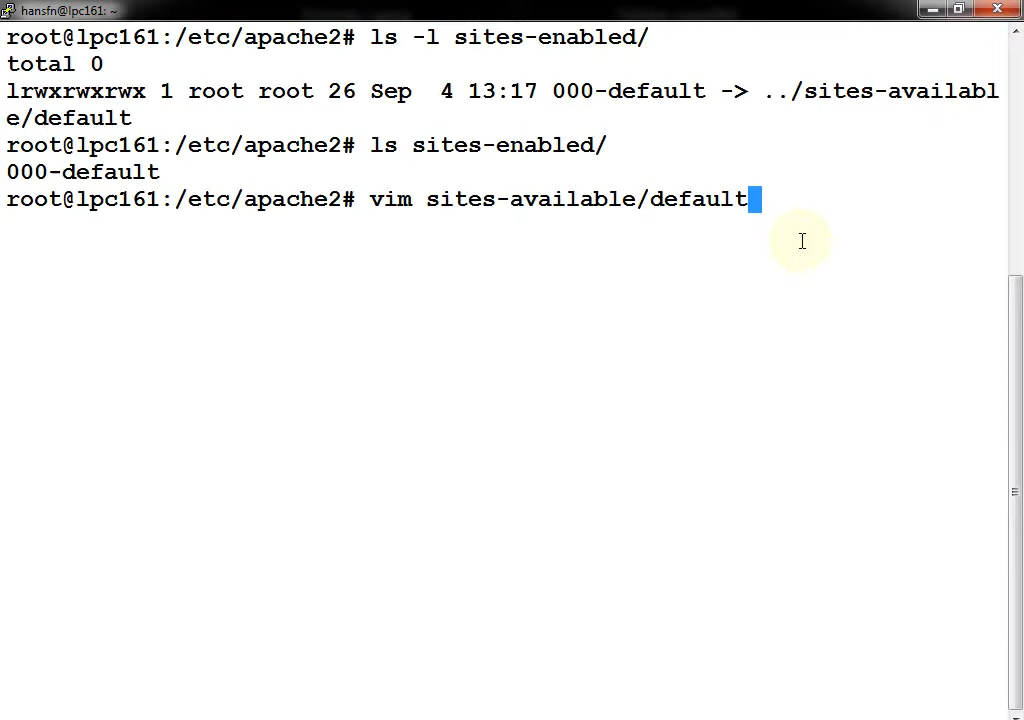 hansfn@lpc161: ~
root@lpc161:/etc/apache2# ls -l sites-enabled/
total 0
lrwxrwxrwx 1 root root 26 Sep  4 13:17 000-default -> ../sites-availabl
e/default
root@lpc161:/etc/apache2# ls sites-enabled/
000-default
root@lpc161:/etc/apache2# vim sites-available/default